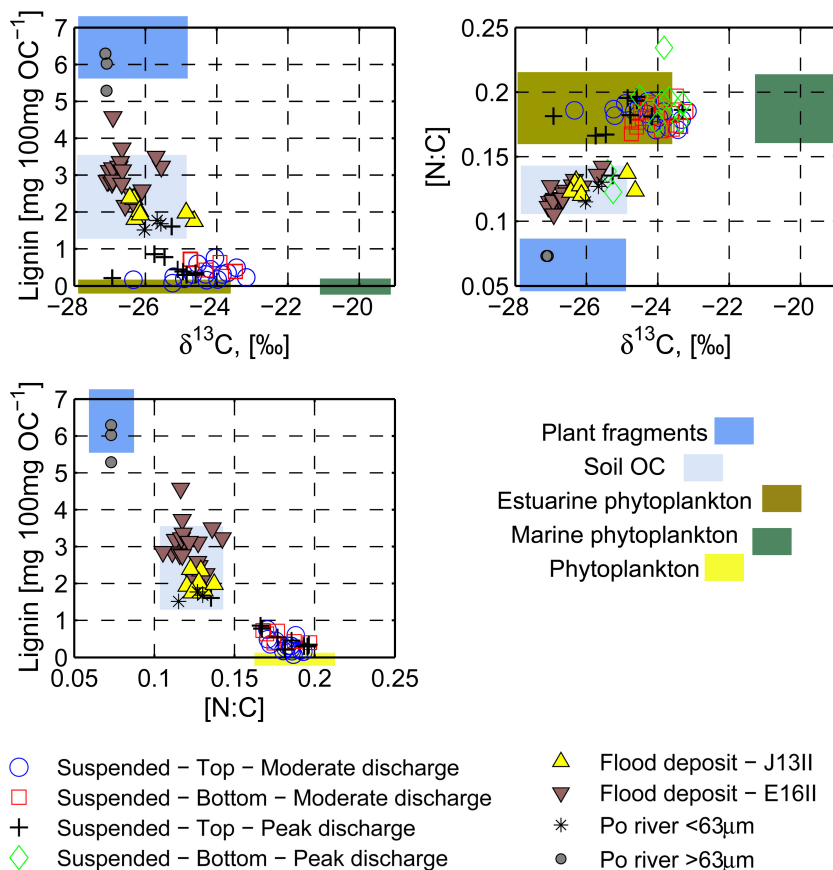 7
6
5
4
3
2
1
0
Lignin [mg 100mg OC⁻¹]
−28 −26 −24 −22 −20
δ¹³C, [‰]
0.25
0.2
0.15
0.1
0.05
[N:C]
−28 −26 −24 −22 −20
δ¹³C, [‰]
7
6
5
4
3
2
1
0
Lignin [mg 100mg OC⁻¹]
0.05 0.1 0.15 0.2 0.25
[N:C]
Plant fragments
Soil OC
Estuarine phytoplankton
Marine phytoplankton
Phytoplankton
Suspended − Top − Moderate discharge
Suspended − Bottom − Moderate discharge
Suspended − Top − Peak discharge
Suspended − Bottom − Peak discharge
Flood deposit − J13II
Flood deposit − E16II
Po river <63μm
Po river >63μm